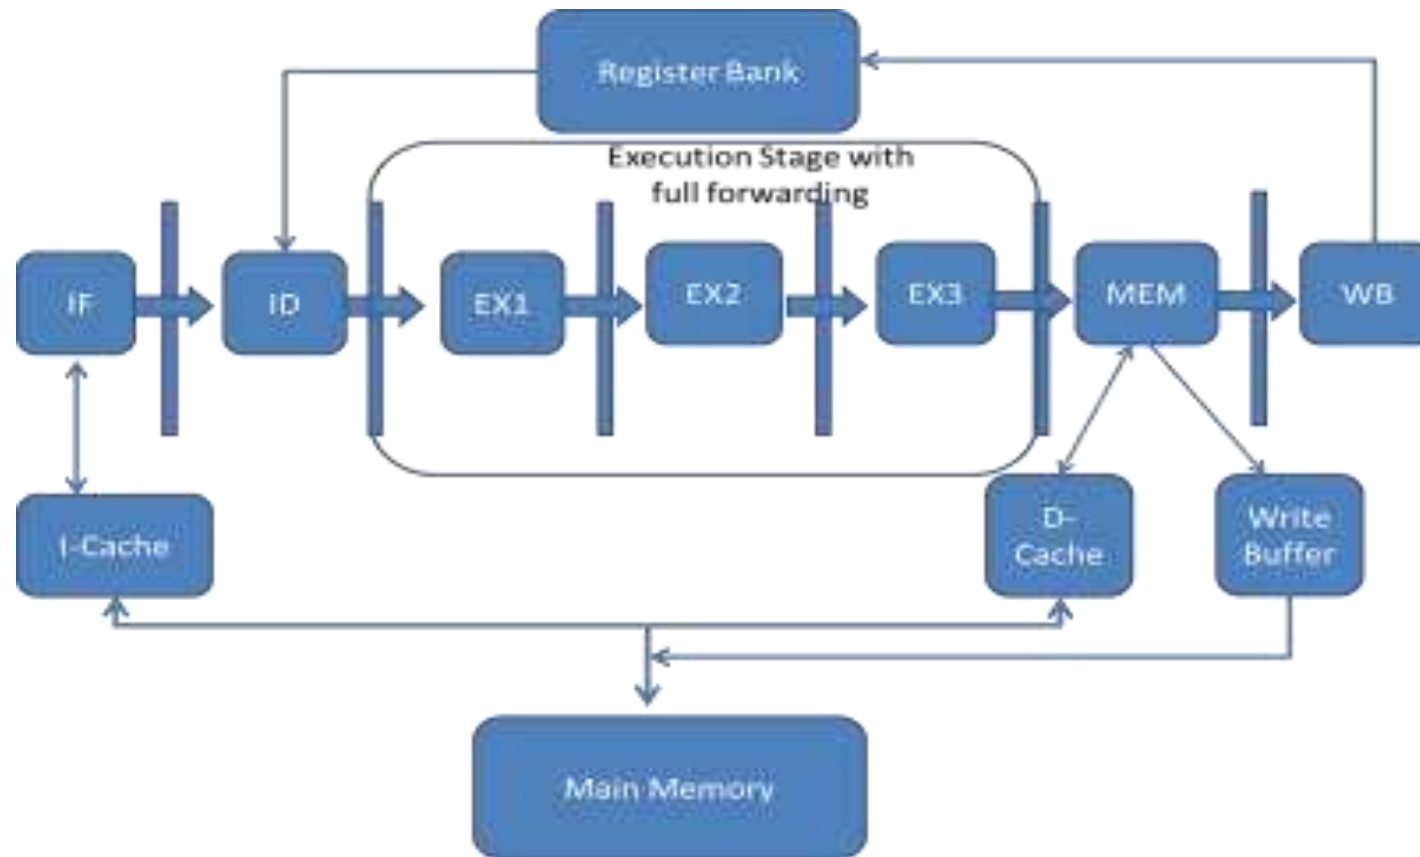 Register Bank
Execution Stage with
full forwarding
IF
ID
EX1
EX2
EX3
MEM
WB
I-Cache
D-
Cache
Write
Buffer
Main Memory